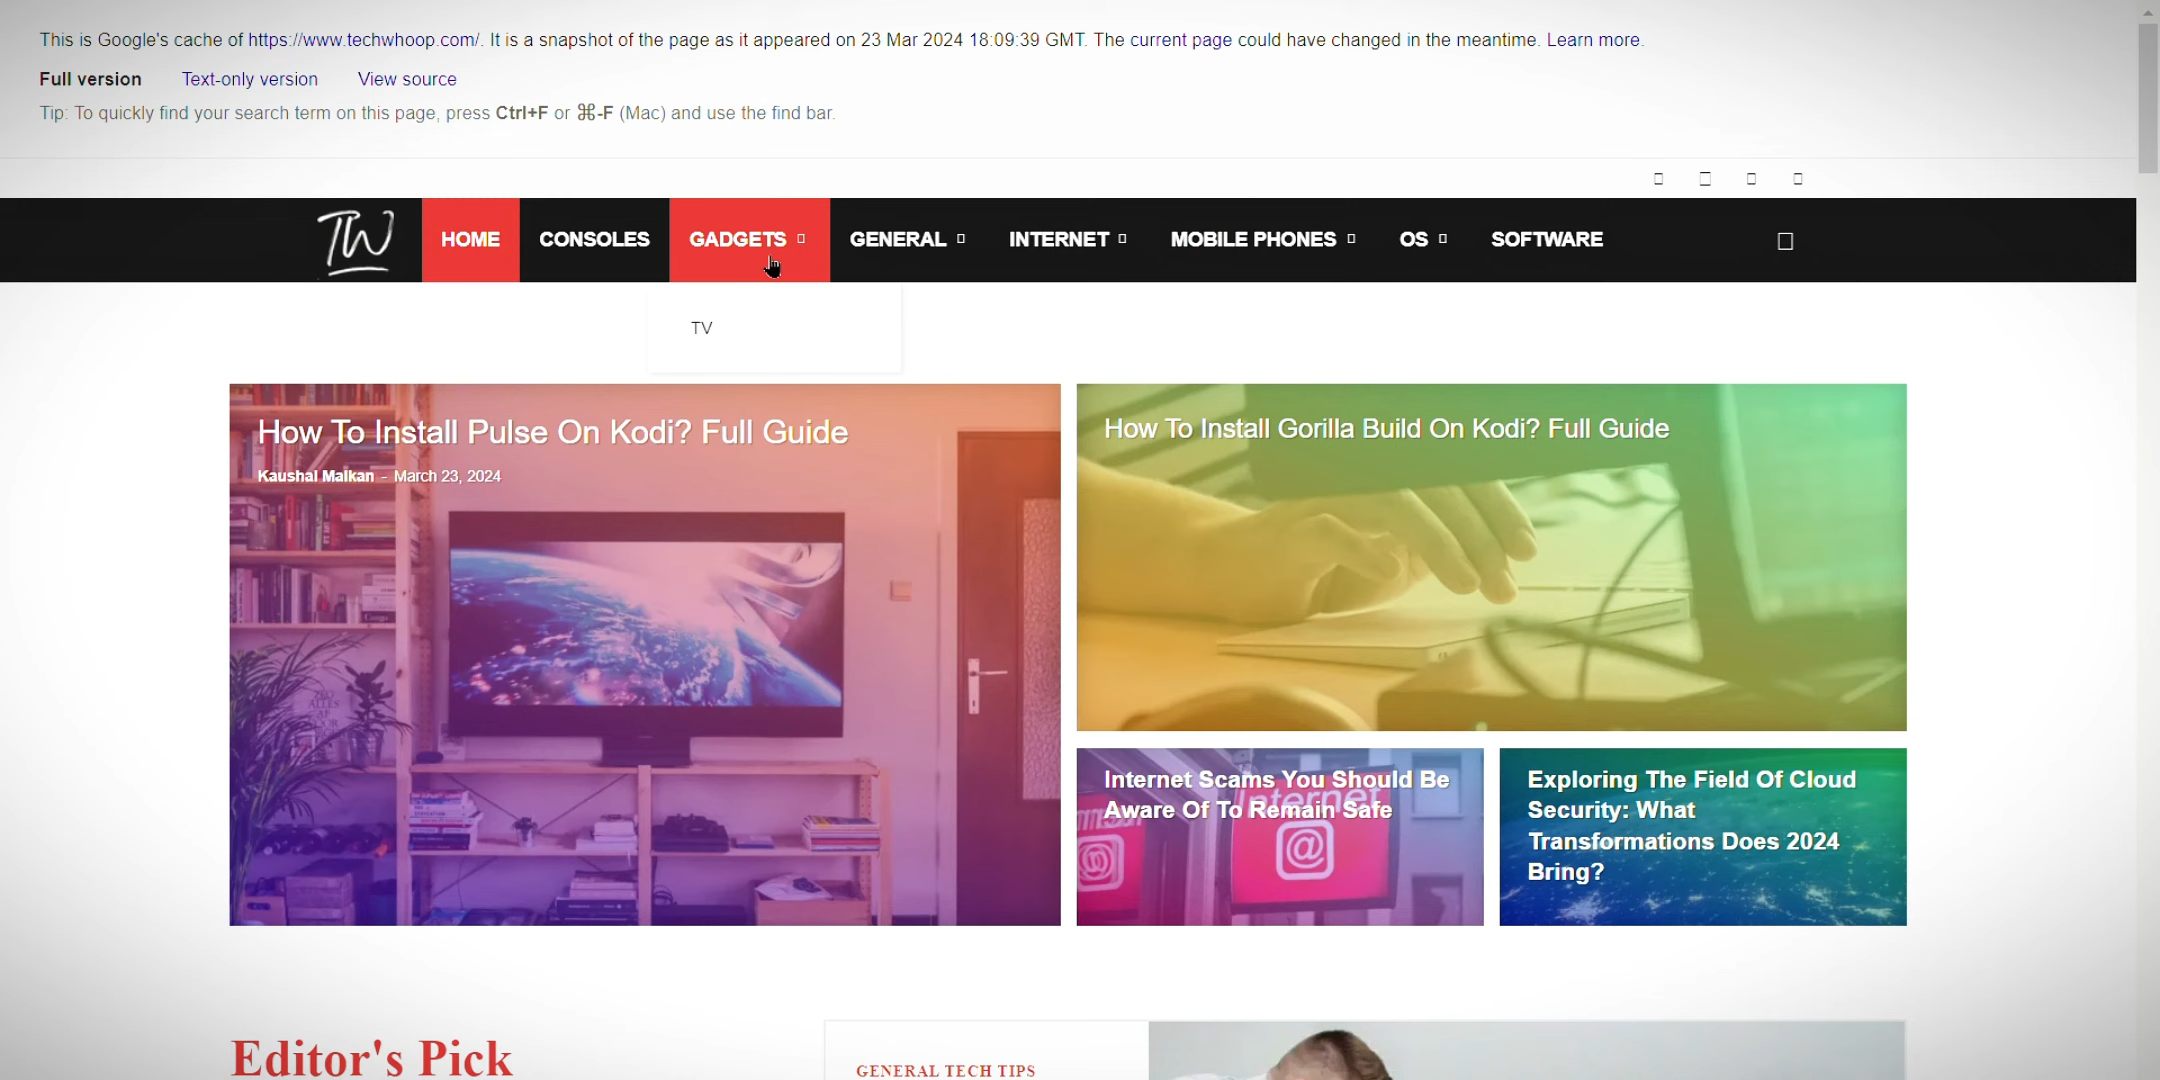 This is Google's cache of https://www.techwhoop.com/. It is a snapshot of the page as it appeared on 23 Mar 2024 18:09:39 GMT. The current page could have changed in the meantime. Learn more.
Full version Text-only version View source
Tip: To quickly find your search term on this page, press Ctrl+F or ⌘-F (Mac) and use the find bar.
TW HOME CONSOLES GADGETS GENERAL INTERNET MOBILE PHONES OS SOFTWARE
TV
How To Install Pulse On Kodi? Full Guide
Kaushal Malkan - March 23, 2024
How To Install Gorilla Build On Kodi? Full Guide
Internet Scams You Should Be
Aware Of To Remain Safe
internet
@
Exploring The Field Of Cloud
Security: What
Transformations Does 2024
Bring?
Editor's Pick
GENERAL TECH TIPS